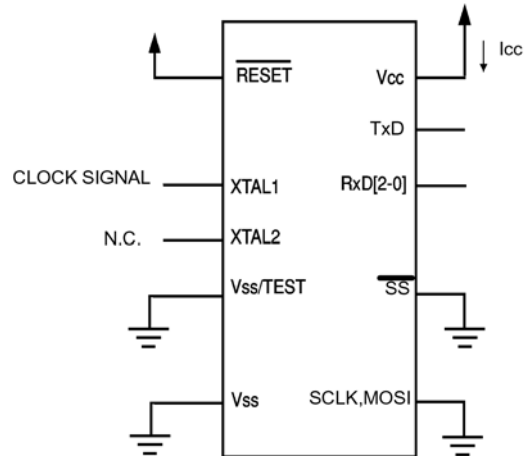 Icc
RESET
Vcc
TxD
CLOCK SIGNAL
XTAL1
RxD[2-0]
N.C.
XTAL2
Vss/TEST
SS
Vss
SCLK,MOSI